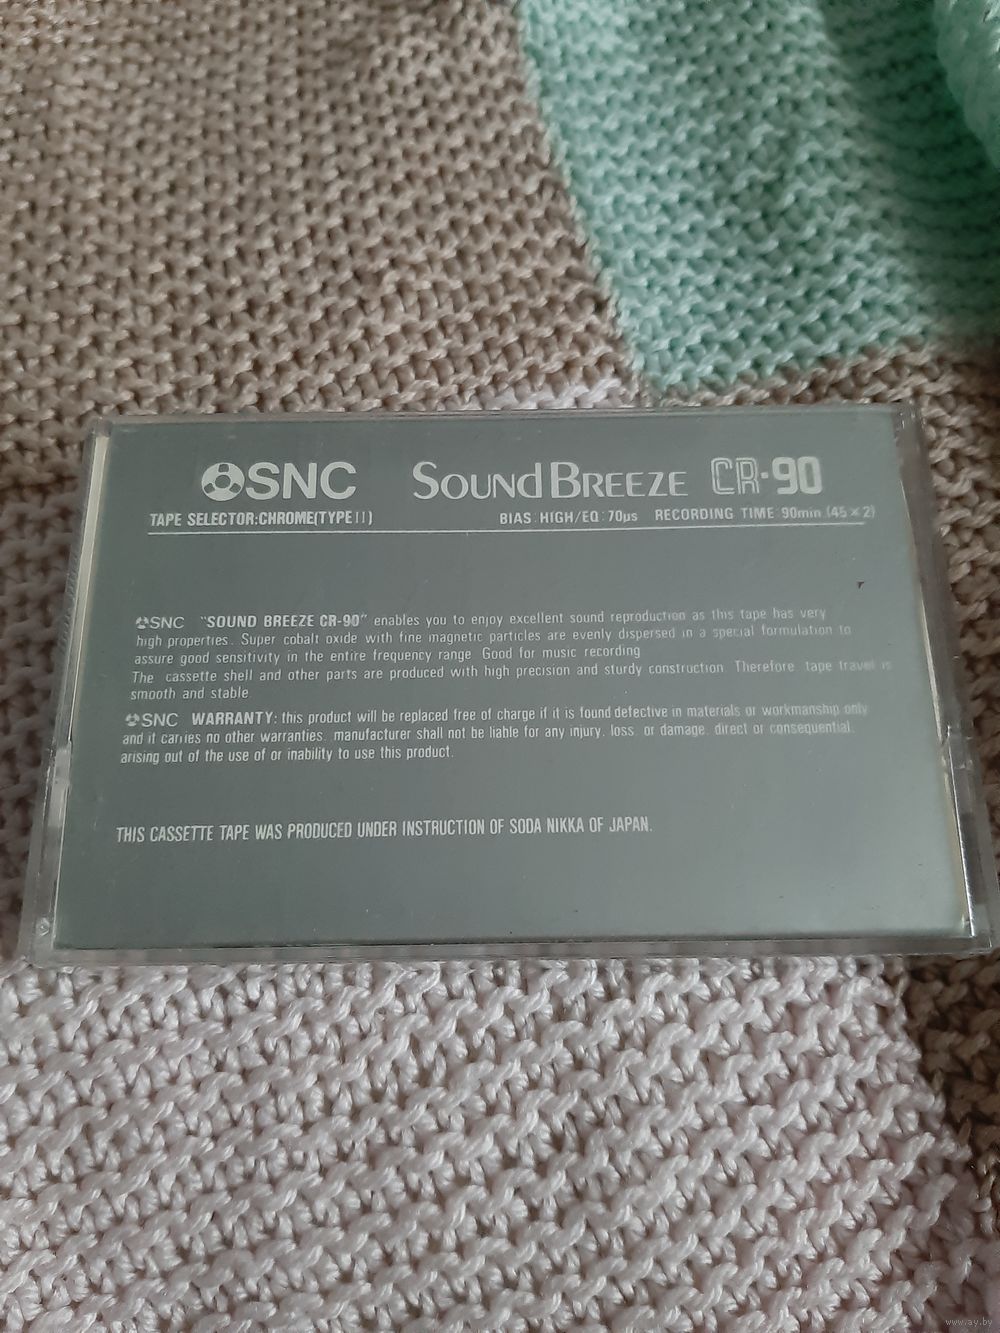 SNC SOUND BREEZE CR-90
TAPE SELECTOR:CHROME(TYPE II) BIAS: HIGH/EQ: 70µs RECORDING TIME 90min (45×2)
SNC "SOUND BREEZE CR-90" enables you to enjoy excellent sound reproduction as this tape has very
high properties. Super cobalt oxide with fine magnetic particles are evenly dispersed in a special formulation to
assure good sensitivity in the entire frequency range. Good for music recording
The cassette shell and other parts are produced with high precision and sturdy construction. Therefore tape travel is
smooth and stable
SNC WARRANTY: this product will be replaced free of charge if it is found defective in materials or workmanship only
and it carries no other warranties. manufacturer shall not be liable for any injury. loss or damage. direct or consequential.
arising out of the use of or inability to use this product.
THIS CASSETTE TAPE WAS PRODUCED UNDER INSTRUCTION OF SODA NIKKA OF JAPAN.
www.ay.by